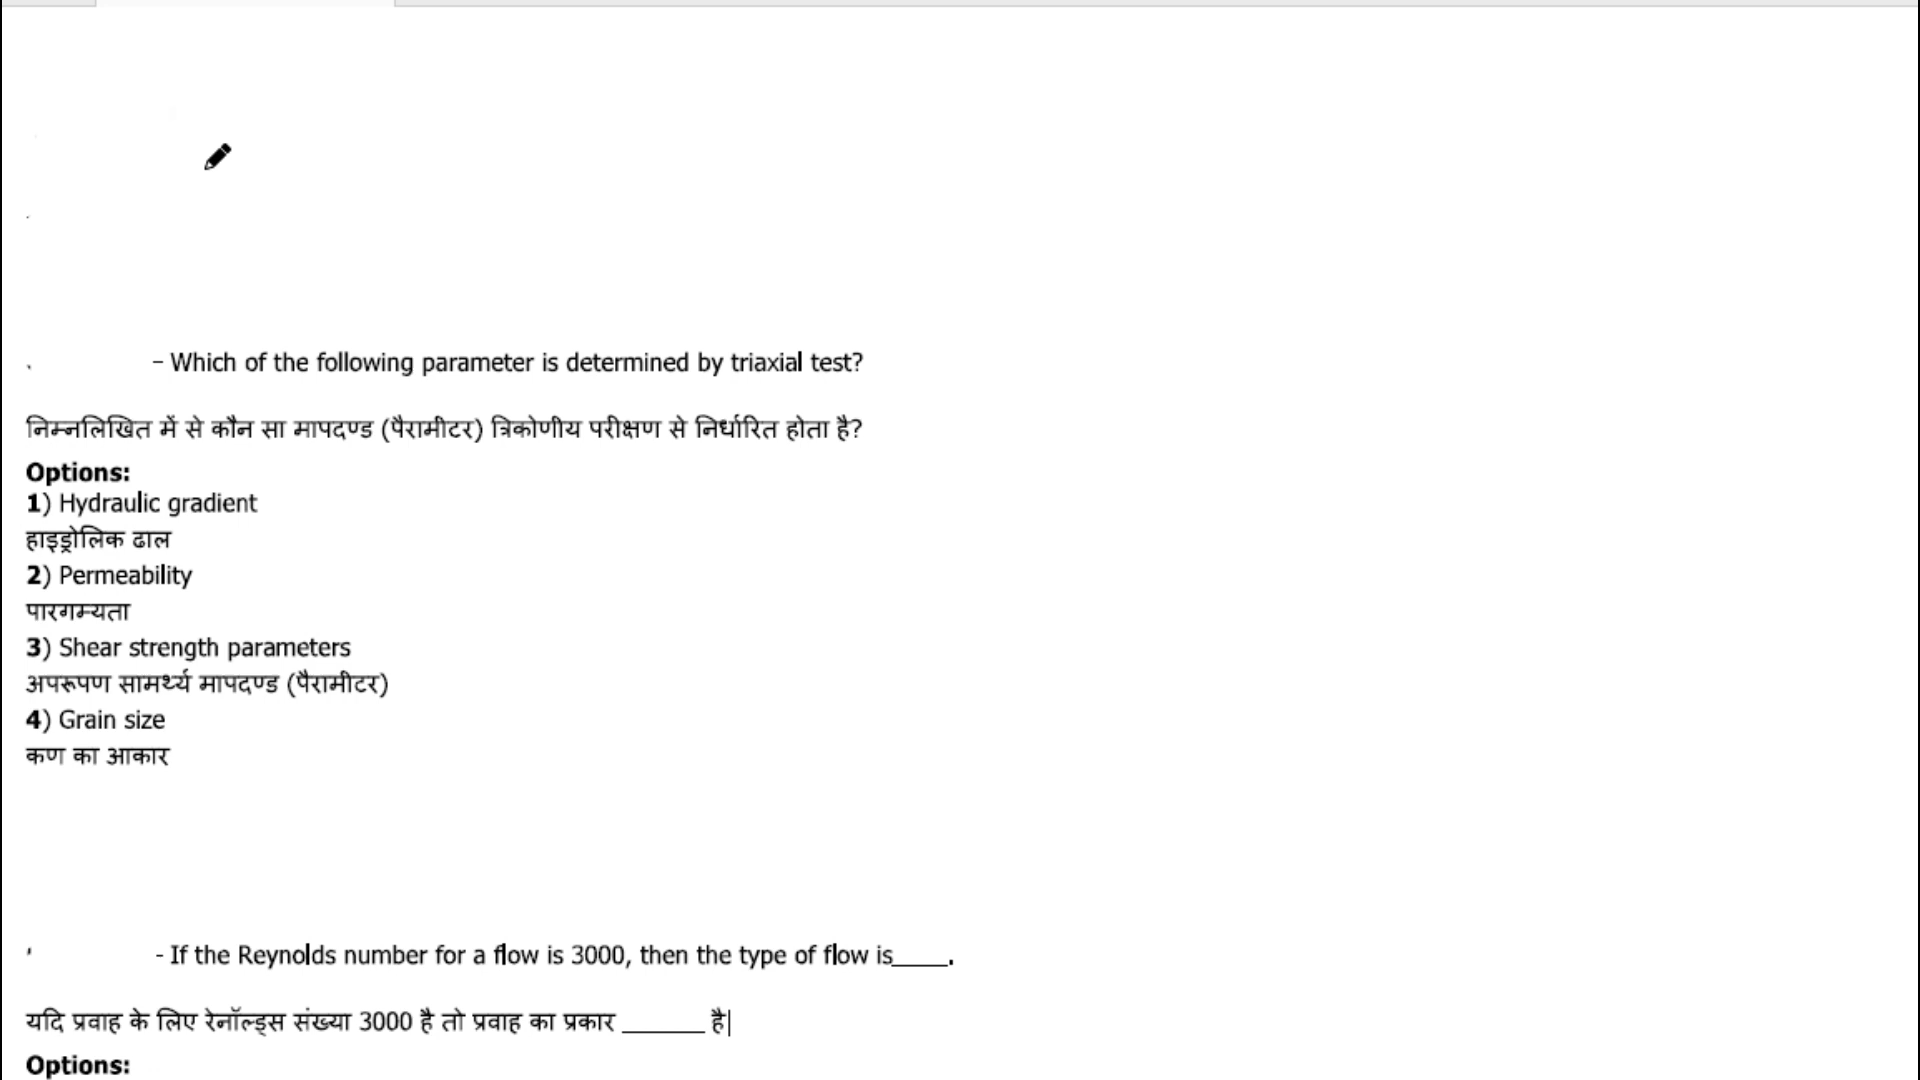 – Which of the following parameter is determined by triaxial test?
निम्नलिखित में से कौन सा मापदण्ड (पैरामीटर) त्रिकोणीय परीक्षण से निर्धारित होता है?
Options:
1) Hydraulic gradient
हाइड्रोलिक ढाल
2) Permeability
पारगम्यता
3) Shear strength parameters
अपरूपण सामर्थ्य मापदण्ड (पैरामीटर)
4) Grain size
कण का आकार
- If the Reynolds number for a flow is 3000, then the type of flow is____.
यदि प्रवाह के लिए रेनॉल्ड्स संख्या 3000 है तो प्रवाह का प्रकार ______ है|
Options: